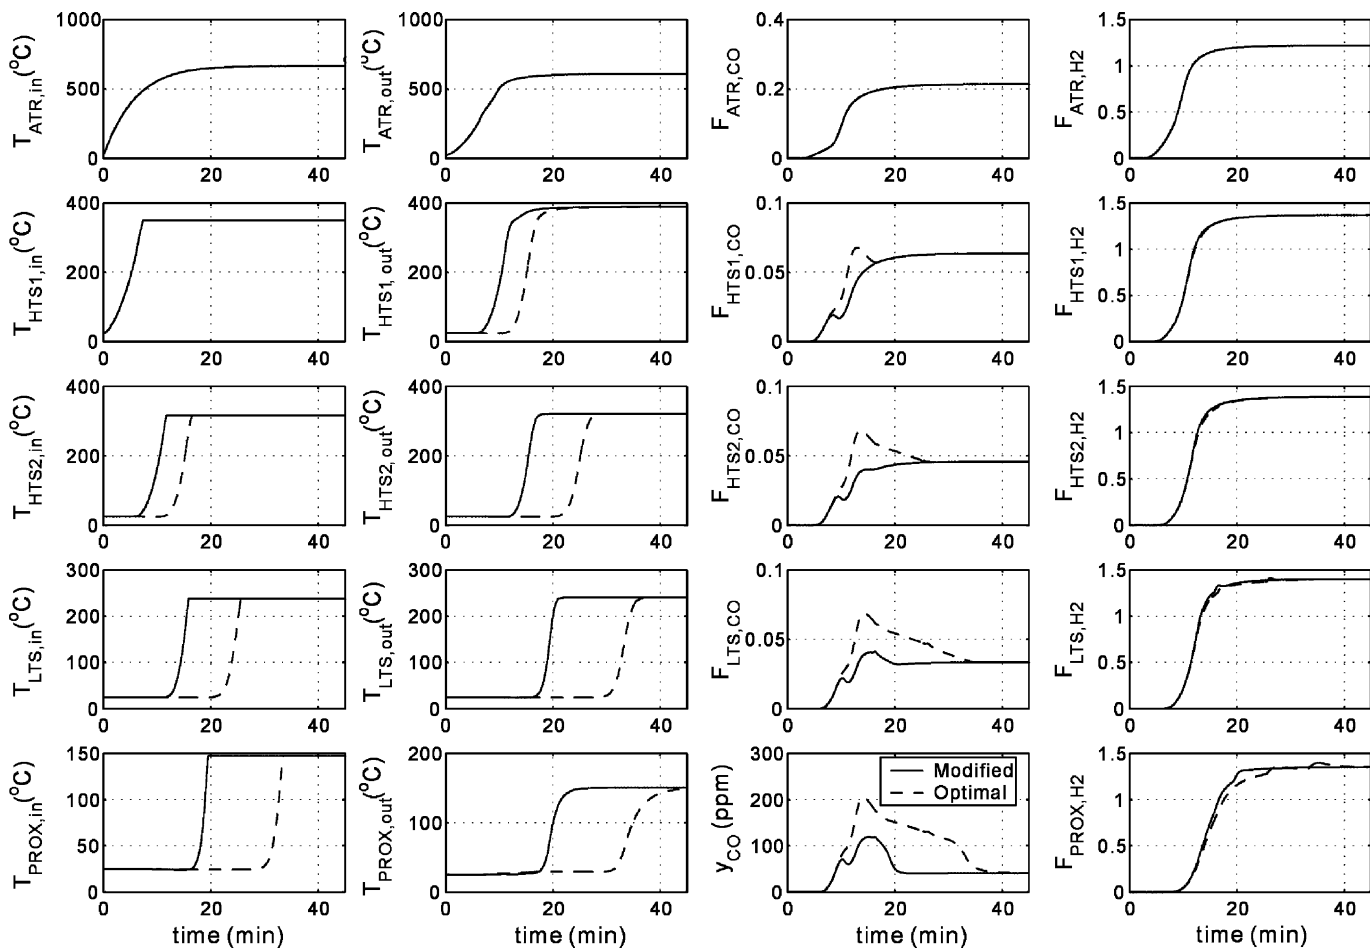 1000
500
0
0 20 40
T_ATR,in (°C)
1000
500
0
0 20 40
T_ATR,out (°C)
0.4
0.2
0
0 20 40
F_ATR,CO
1.5
1
0.5
0
0 20 40
F_ATR,H2
400
200
0
0 20 40
T_HTS1,in (°C)
400
200
0
0 20 40
T_HTS1,out (°C)
0.1
0.05
0
0 20 40
F_HTS1,CO
1.5
1
0.5
0
0 20 40
F_HTS1,H2
400
200
0
0 20 40
T_HTS2,in (°C)
400
200
0
0 20 40
T_HTS2,out (°C)
0.1
0.05
0
0 20 40
F_HTS2,CO
1.5
1
0.5
0
0 20 40
F_HTS2,H2
300
200
100
0
0 20 40
T_LTS,in (°C)
300
200
100
0
0 20 40
T_LTS,out (°C)
0.1
0.05
0
0 20 40
F_LTS,CO
1.5
1
0.5
0
0 20 40
F_LTS,H2
150
100
50
0
0 20 40
T_PROX,in (°C)
time (min)
200
100
0
0 20 40
T_PROX,out (°C)
time (min)
300
200
100
0
0 20 40
y_CO (ppm)
Modified
Optimal
time (min)
1.5
1
0.5
0
0 20 40
F_PROX,H2
time (min)